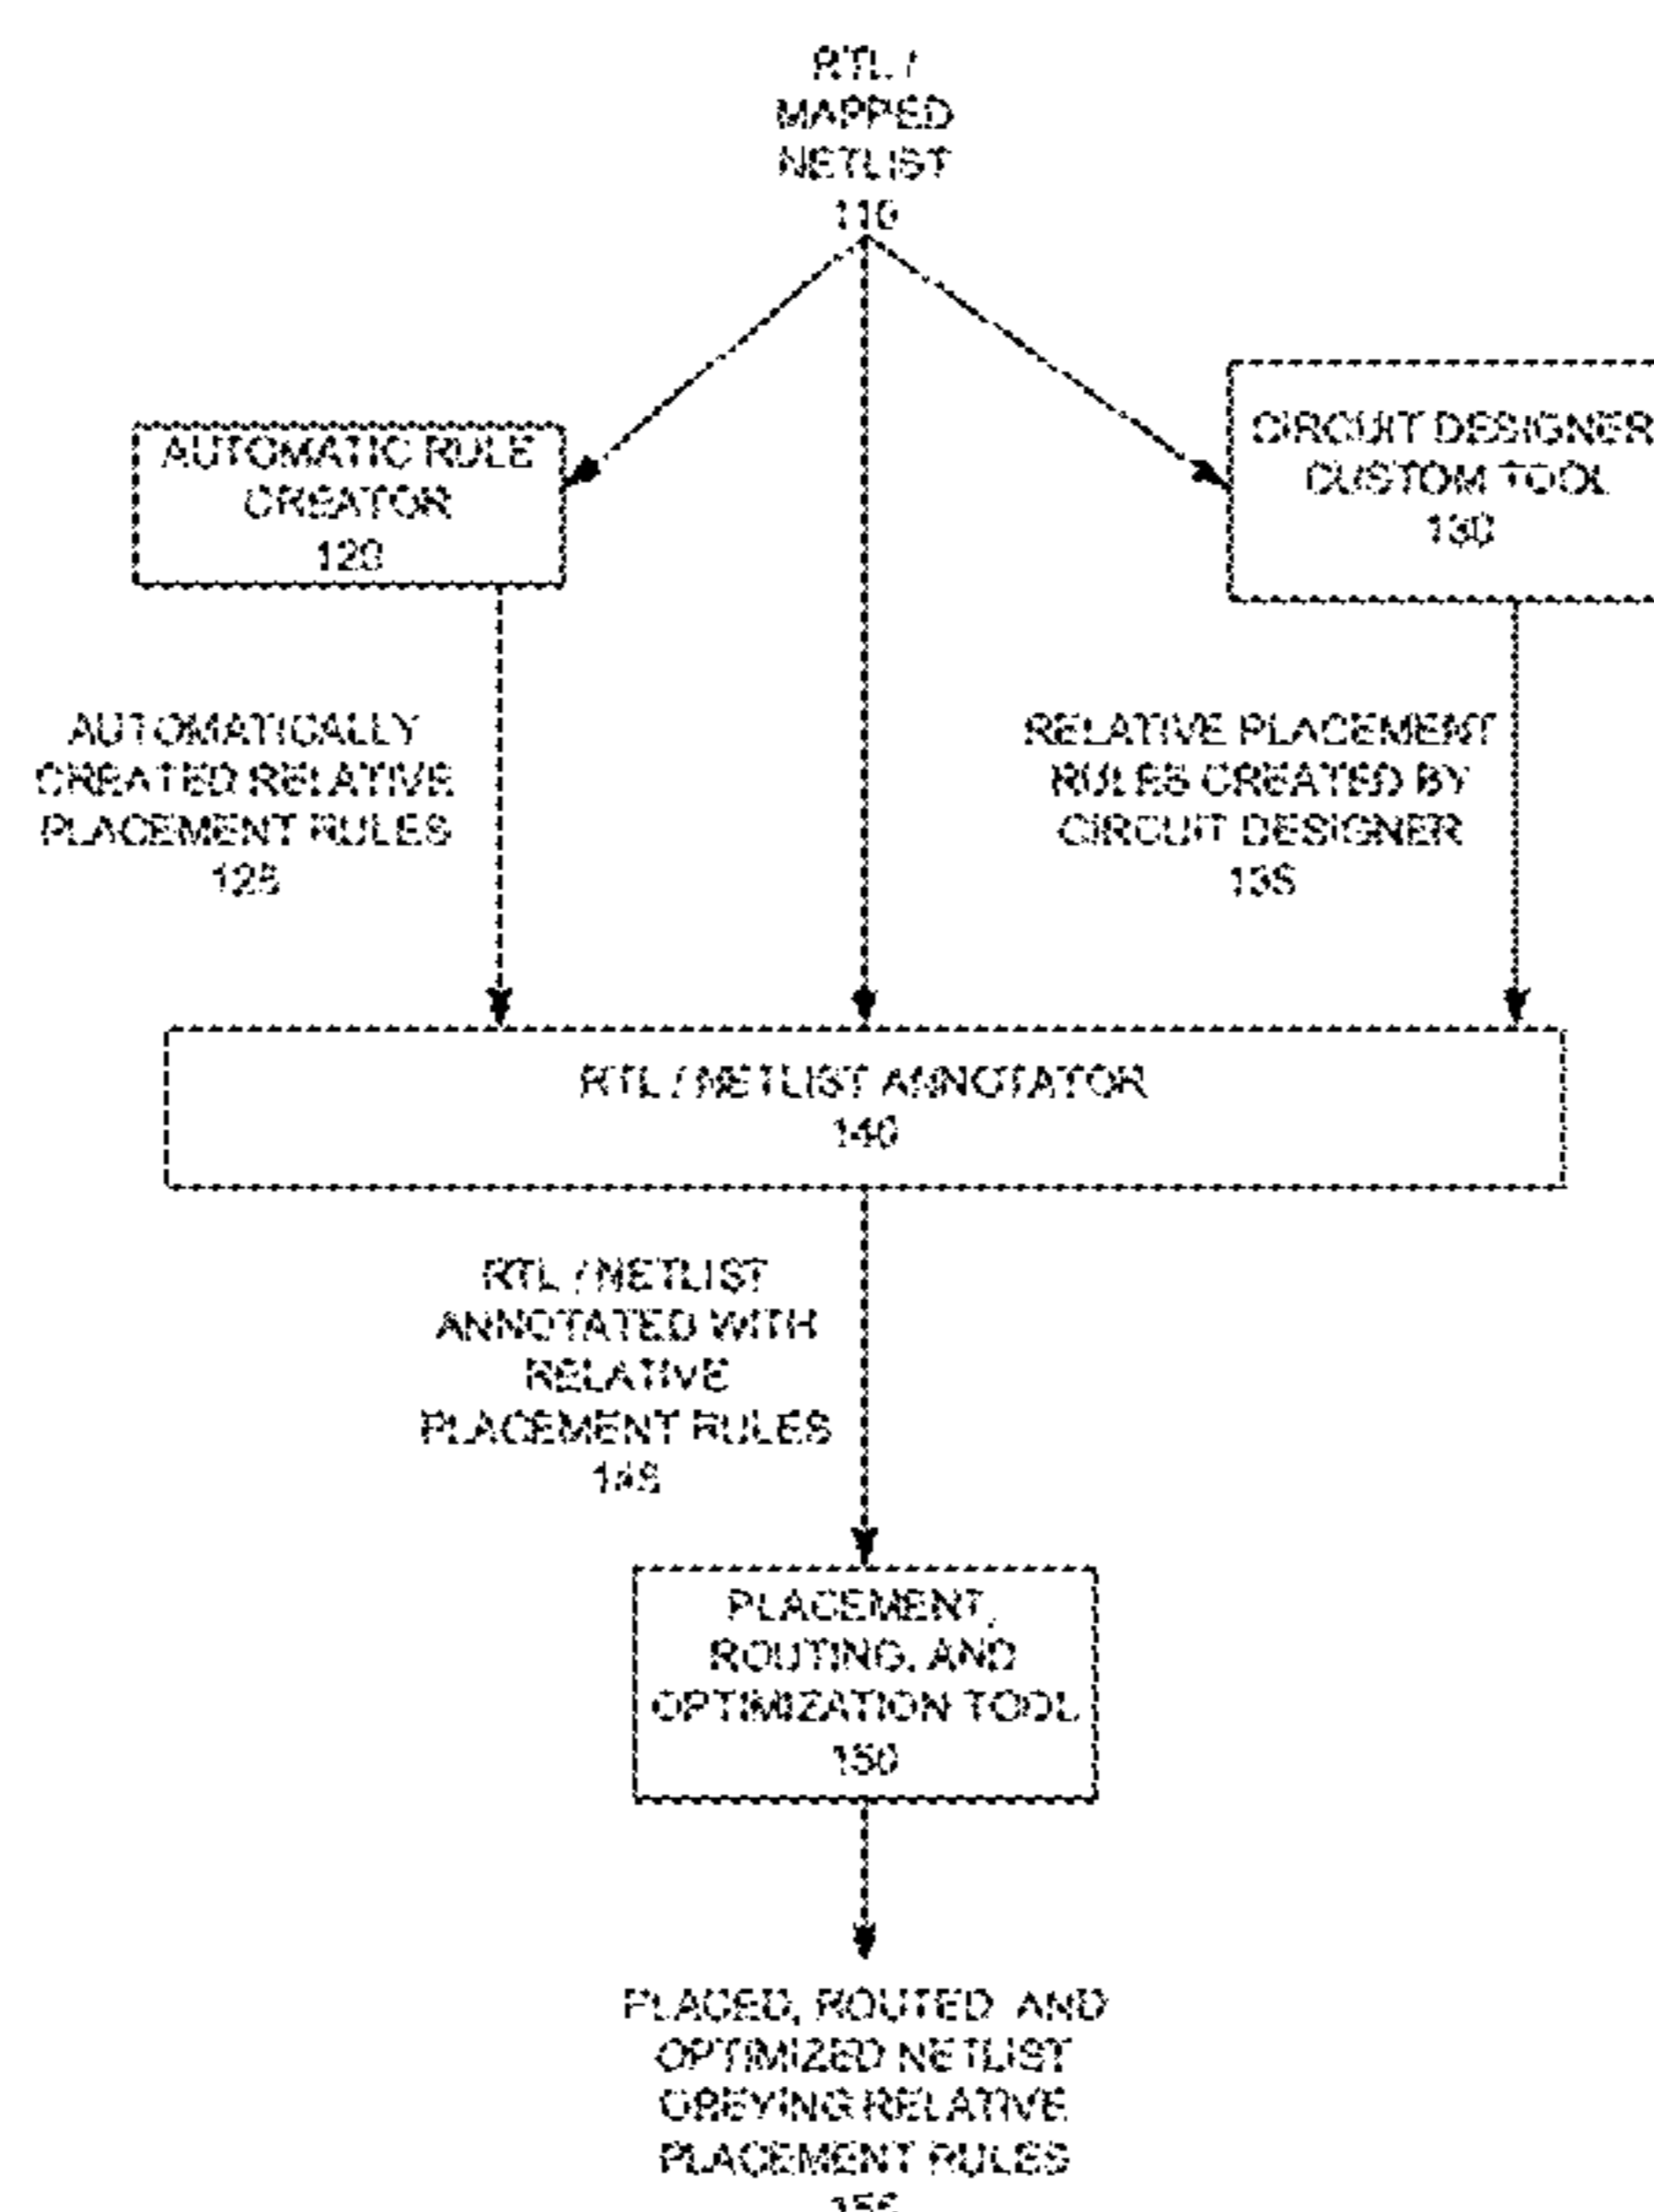 RTL /
MAPPED
NETLIST
110
AUTOMATIC RULE
CREATOR
120
CIRCUIT DESIGNER
CUSTOM TOOL
130
AUTOMATICALLY
CREATED RELATIVE
PLACEMENT RULES
125
RELATIVE PLACEMENT
RULES CREATED BY
CIRCUIT DESIGNER
135
RTL / NETLIST ANNOTATOR
140
RTL / NETLIST
ANNOTATED WITH
RELATIVE
PLACEMENT RULES
145
PLACEMENT,
ROUTING, AND
OPTIMIZATION TOOL
150
PLACED, ROUTED AND
OPTIMIZED NETLIST
OBEYING RELATIVE
PLACEMENT RULES